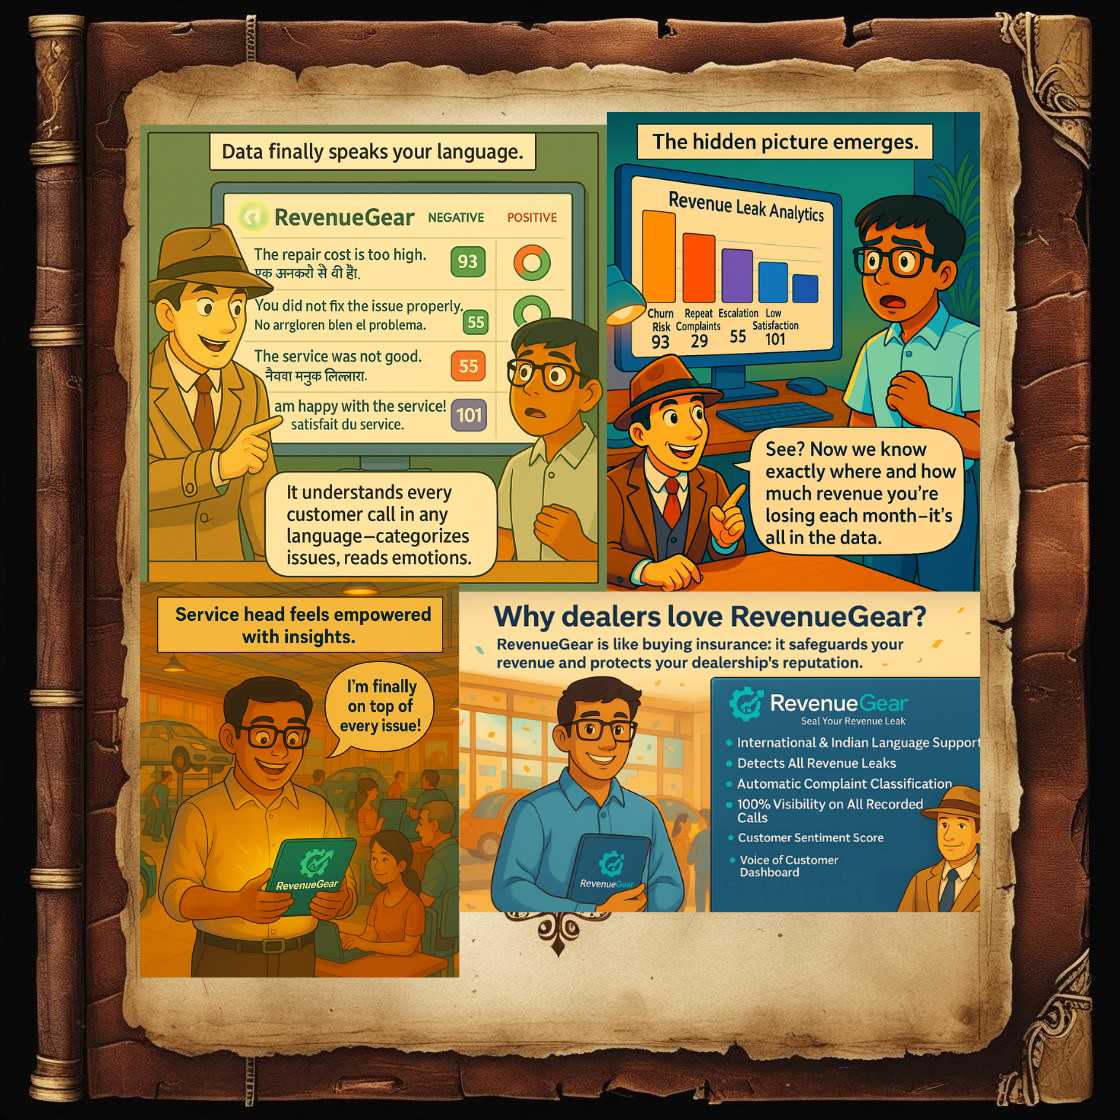 Data finally speaks your language.
RevenueGear NEGATIVE POSITIVE
The repair cost is too high.
एक अनकरो से वी है।.
93
You did not fix the issue properly.
No arrgloren blen el problema.
55
The service was not good.
नैववा मनुक लिल्लारा.
55
am happy with the service!
satisfait du service.
101
It understands every
customer call in any
language—categorizes
issues, reads emotions.
The hidden picture emerges.
Revenue Leak Analytics
Churn
Risk
93
Repeat
Complaints
29
Escalation
55
Low
Satisfaction
101
See? Now we know
exactly where and how
much revenue you're
losing each month—it's
all in the data.
Service head feels empowered
with insights.
I'm finally
on top of
every issue!
RevenueGear
Why dealers love RevenueGear?
RevenueGear is like buying insurance: it safeguards your
revenue and protects your dealership's reputation.
RevenueGear
RevenueGear
Seal Your Revenue Leak
• International & Indian Language Support
• Detects All Revenue Leaks
• Automatic Complaint Classification
• 100% Visibility on All Recorded
Calls
• Customer Sentiment Score
• Voice of Customer
Dashboard